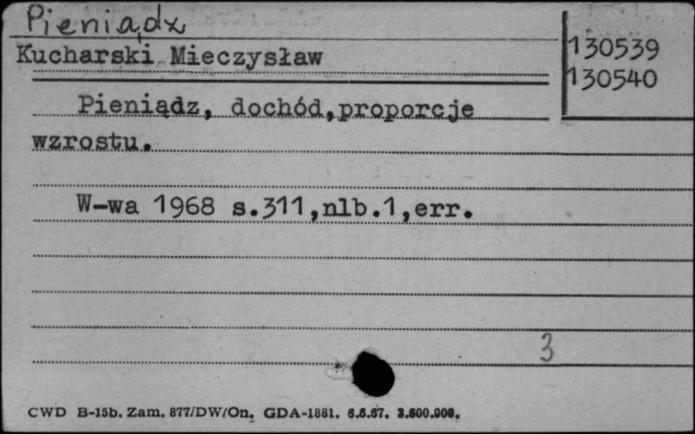 Pieniądz
Kucharski Mieczysław
130539
130540
Pieniądz, dochód,proporcje
wzrostu.
W-wa 1968 s.311,nlb.1,err.
3
CWD B-15b. Zam. 877/DW/On. GDA-1881. 6.6.67. 3.600.000.